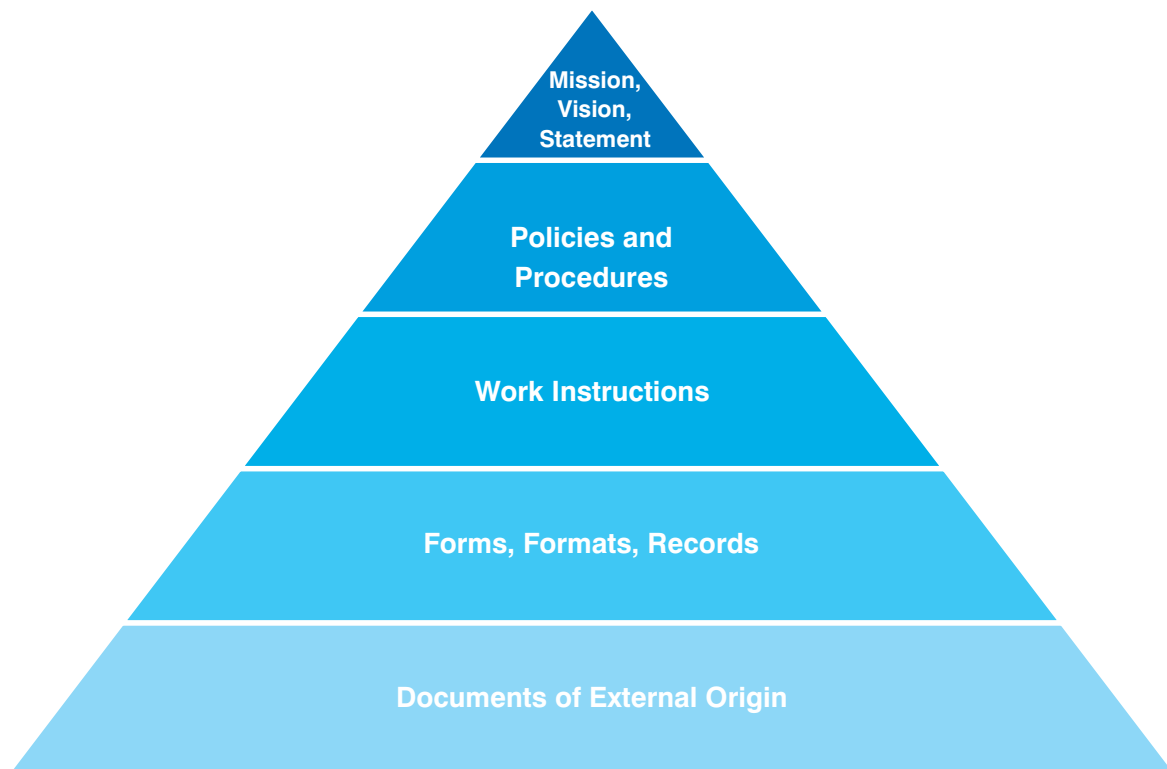 Mission,
Vision,
Statement
Policies and
Procedures
Work Instructions
Forms, Formats, Records
Documents of External Origin